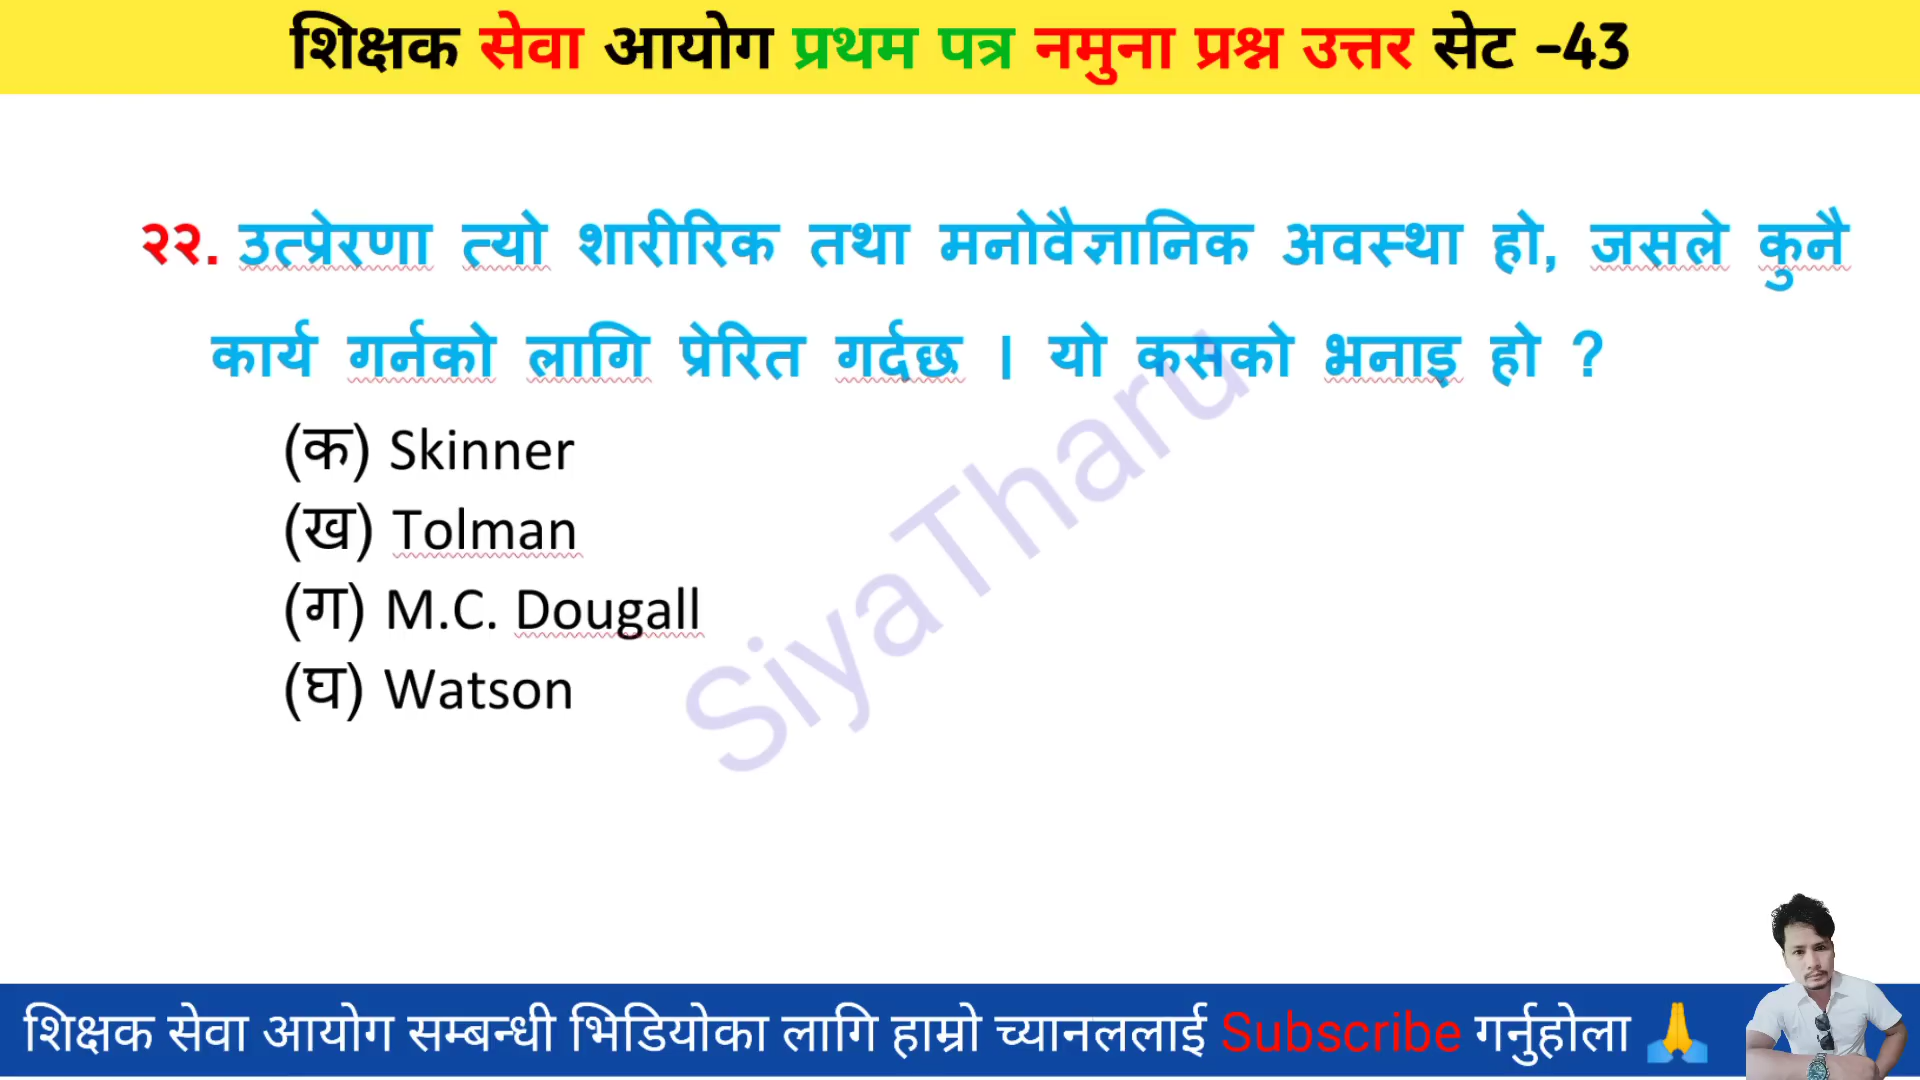 शिक्षक सेवा आयोग प्रथम पत्र नमुना प्रश्न उत्तर सेट -43
२२. उत्प्रेरणा त्यो शारीरिक तथा मनोवैज्ञानिक अवस्था हो, जसले कुनै
कार्य गर्नको लागि प्रेरित गर्दछ । यो कसको भनाइ हो ?
(क) Skinner
(ख) Tolman
(ग) M.C. Dougall
(घ) Watson
SiyaTharu
शिक्षक सेवा आयोग सम्बन्धी भिडियोका लागि हाम्रो च्यानललाई Subscribe गर्नुहोला 🙏